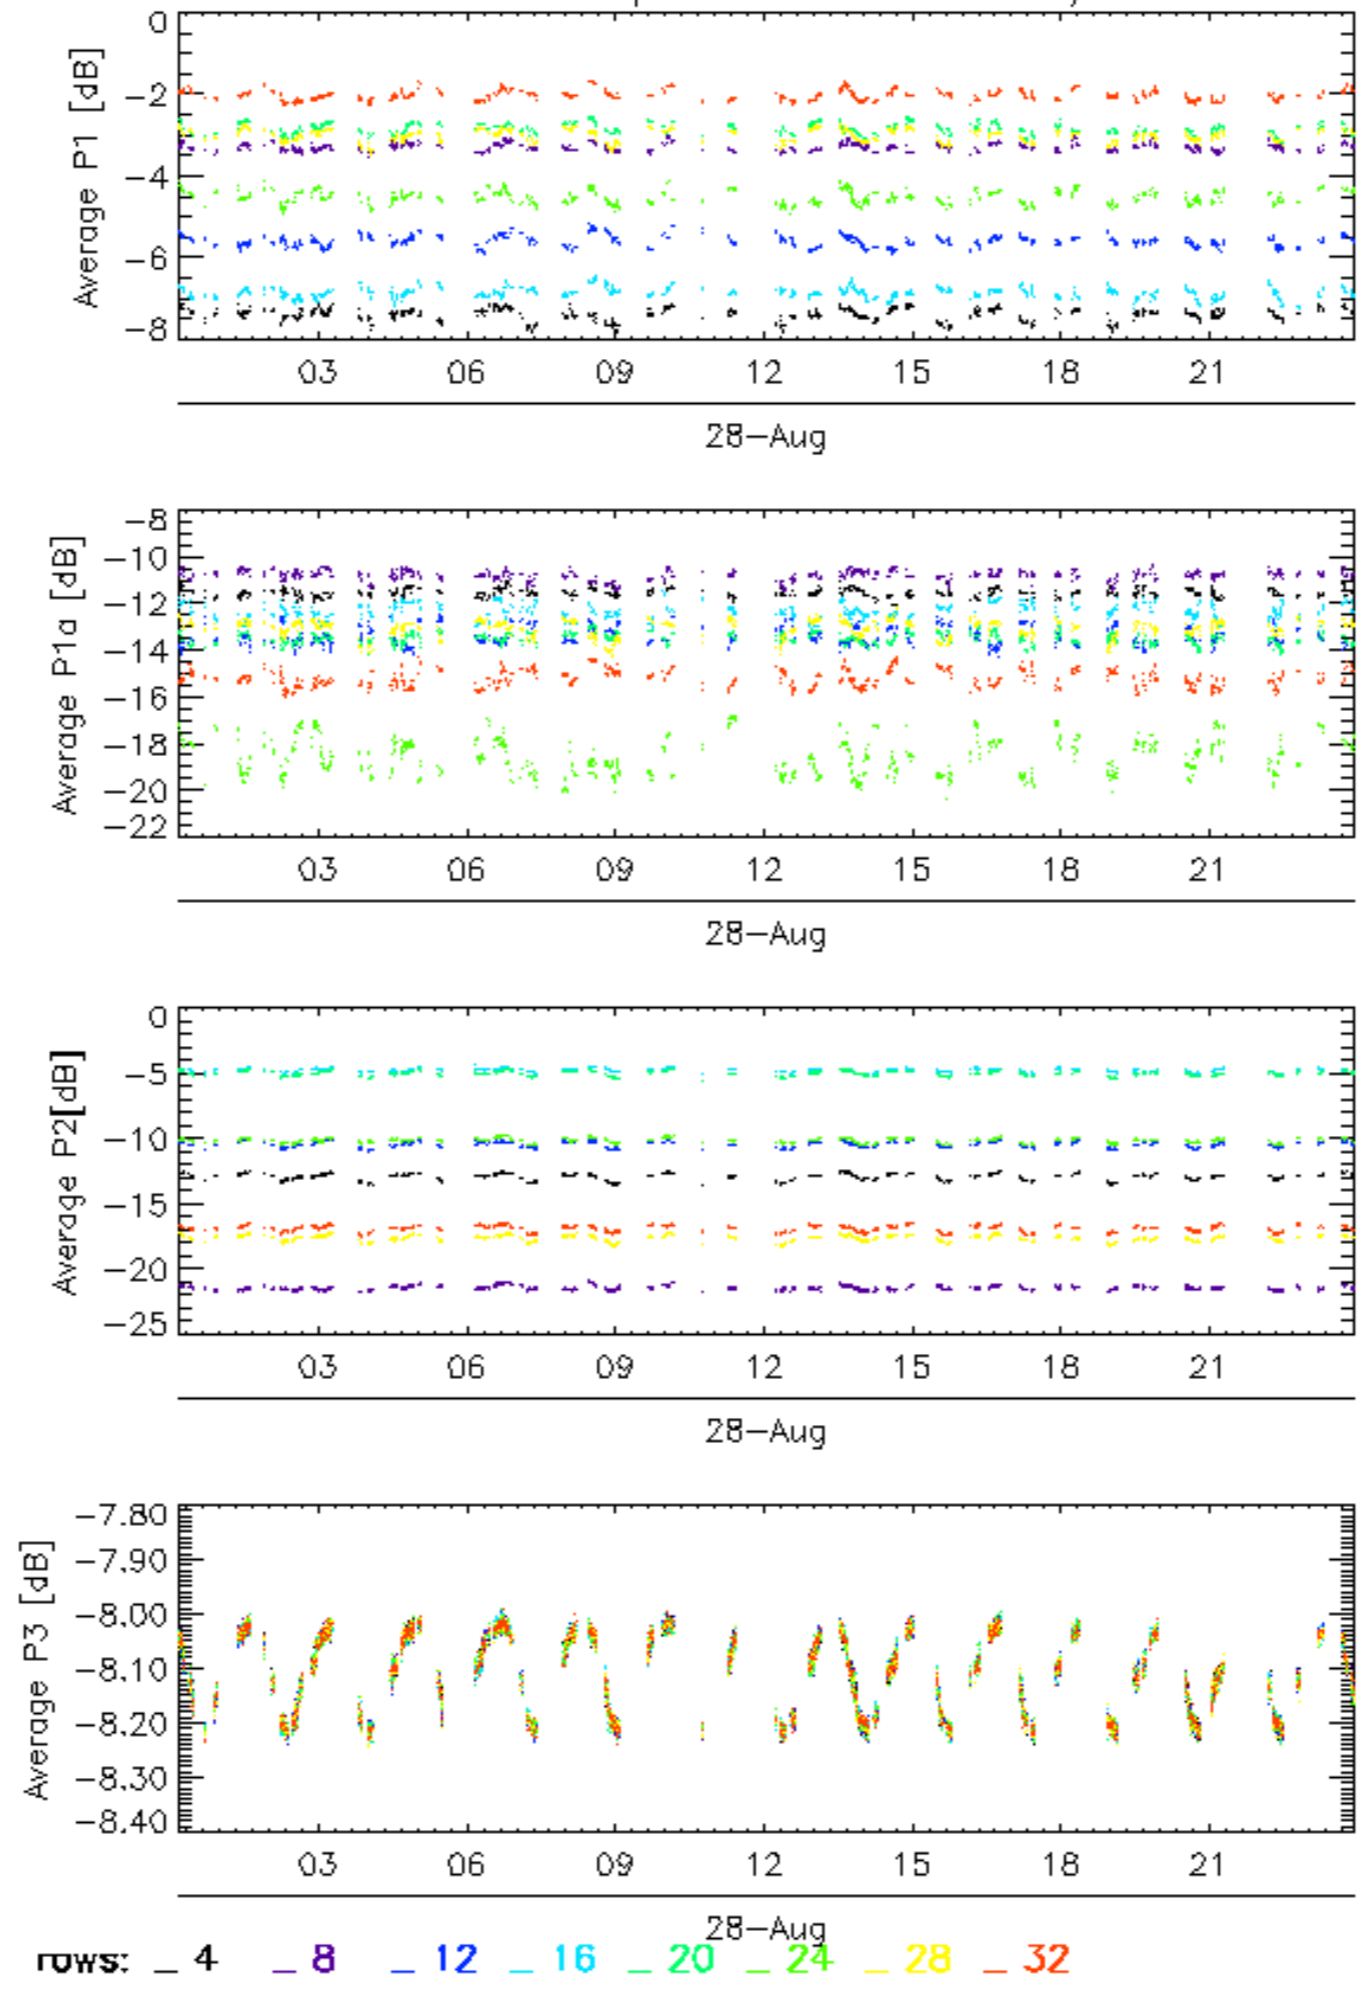 0
-2
-4
-6
-8
Average P1 [dB]
03 06 09 12 15 18 21
28-Aug
-8
-10
-12
-14
-16
-18
-20
-22
Average P1a [dB]
03 06 09 12 15 18 21
28-Aug
0
-5
-10
-15
-20
-25
Average P2[dB]
03 06 09 12 15 18 21
28-Aug
-7.80
-7.90
-8.00
-8.10
-8.20
-8.30
-8.40
Average P3 [dB]
03 06 09 12 15 18 21
28-Aug
rows: _ 4 _ 8 _ 12 _ 16 _ 20 _ 24 _ 28 _ 32